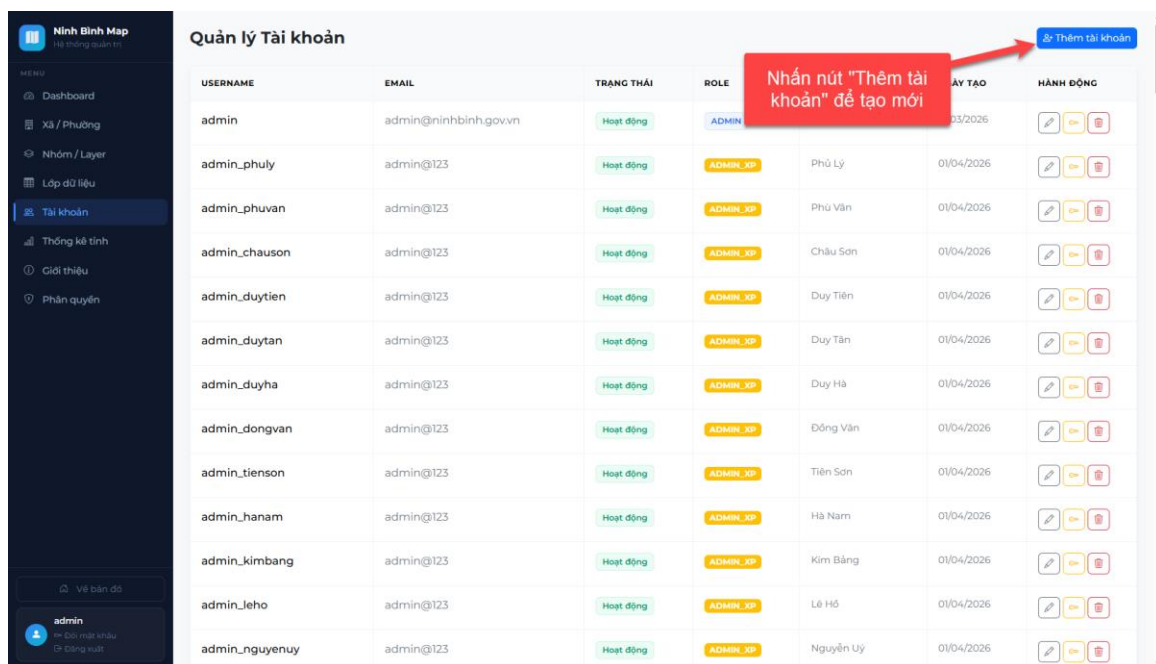 Ninh Bình Map
Hệ thống quản trị
MENU
Dashboard
Xã / Phường
Nhóm / Layer
Lớp dữ liệu
Tài khoản
Thống kê tỉnh
Giới thiệu
Phân quyền
Về bản đồ
admin
Đổi mật khẩu
Đăng xuất
Quản lý Tài khoản
Thêm tài khoản
Nhấn nút "Thêm tài
khoản" để tạo mới
USERNAME EMAIL TRẠNG THÁI ROLE ÀY TẠO HÀNH ĐỘNG
admin admin@ninhbinh.gov.vn Hoạt động ADMIN 03/2026
admin_phuly admin@123 Hoạt động ADMIN_XP Phủ Lý 01/04/2026
admin_phuvan admin@123 Hoạt động ADMIN_XP Phù Vân 01/04/2026
admin_chauson admin@123 Hoạt động ADMIN_XP Châu Sơn 01/04/2026
admin_duytien admin@123 Hoạt động ADMIN_XP Duy Tiên 01/04/2026
admin_duytan admin@123 Hoạt động ADMIN_XP Duy Tân 01/04/2026
admin_duyha admin@123 Hoạt động ADMIN_XP Duy Hà 01/04/2026
admin_dongvan admin@123 Hoạt động ADMIN_XP Đồng Văn 01/04/2026
admin_tienson admin@123 Hoạt động ADMIN_XP Tiên Sơn 01/04/2026
admin_hanam admin@123 Hoạt động ADMIN_XP Hà Nam 01/04/2026
admin_kimbang admin@123 Hoạt động ADMIN_XP Kim Bảng 01/04/2026
admin_leho admin@123 Hoạt động ADMIN_XP Lê Hồ 01/04/2026
admin_nguyenuy admin@123 Hoạt động ADMIN_XP Nguyễn Uý 01/04/2026